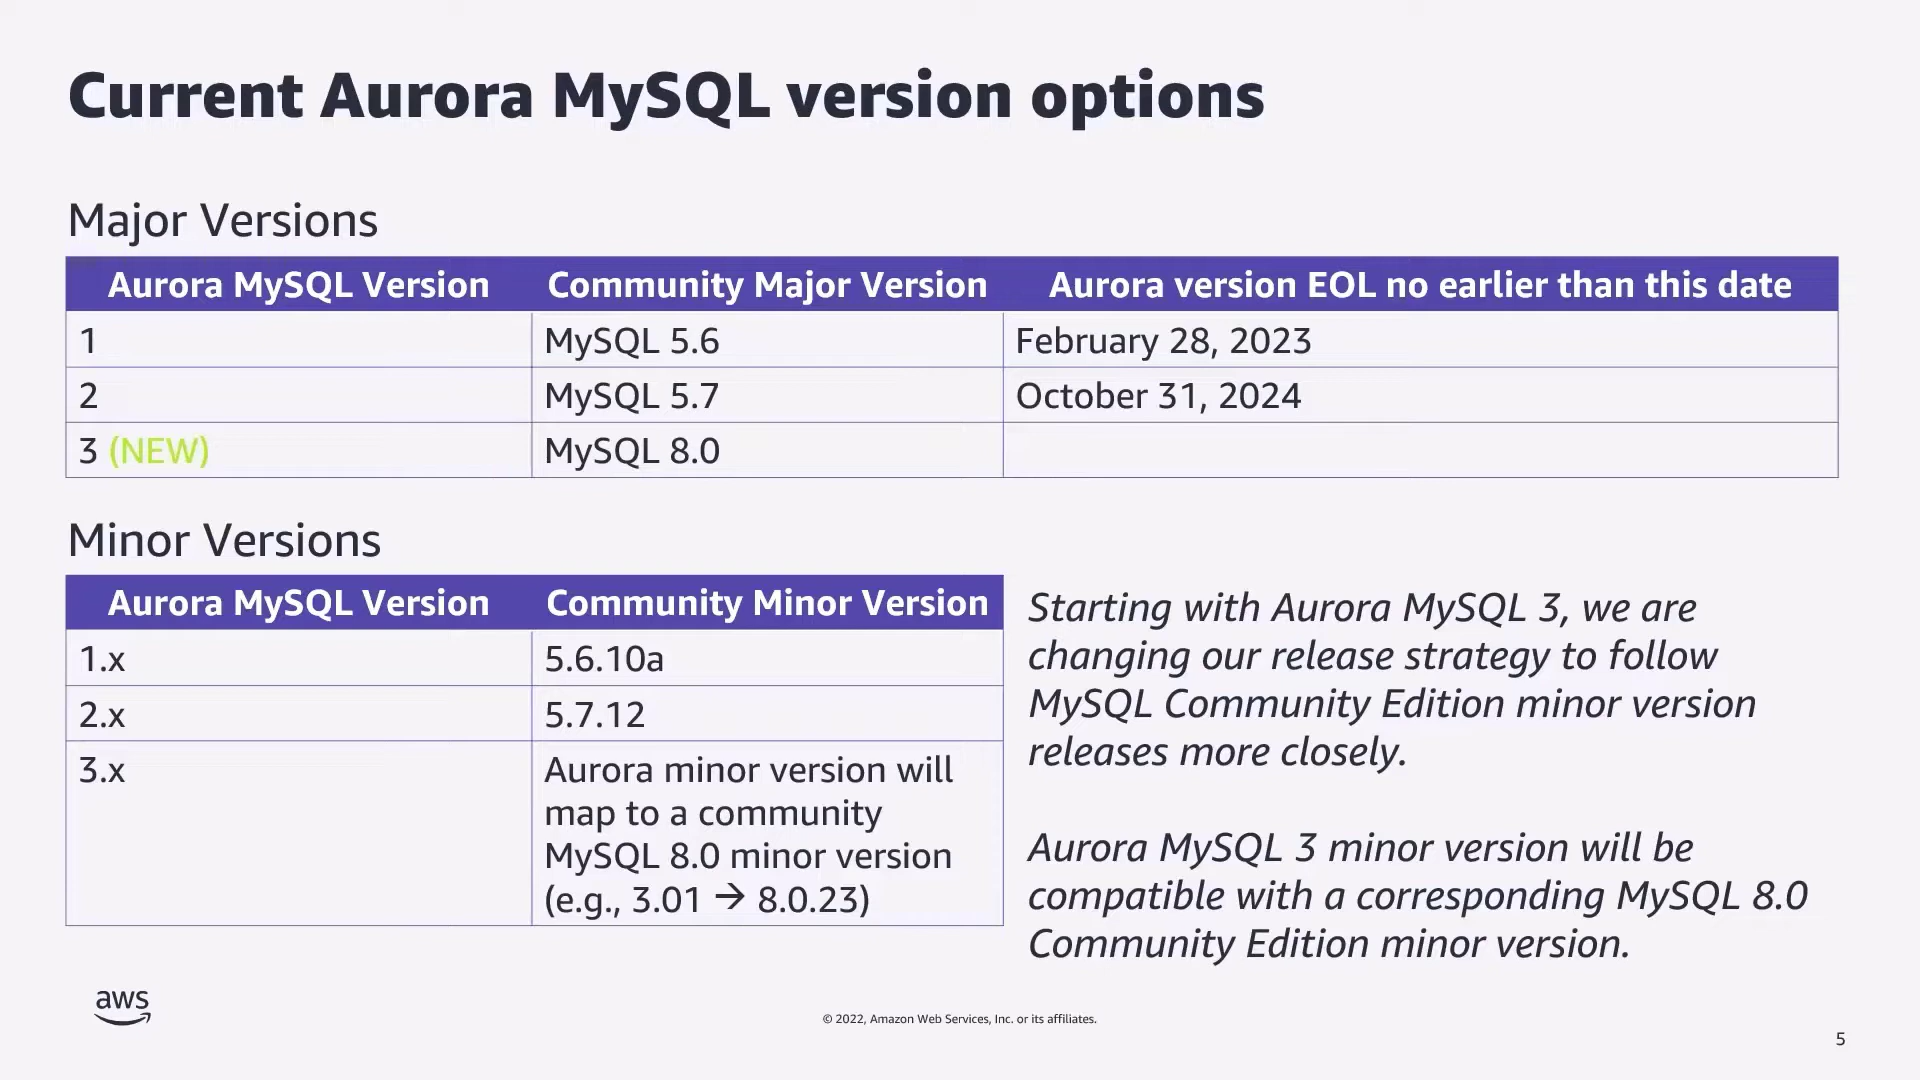 Current Aurora MySQL version options
Major Versions
Aurora MySQL Version Community Major Version Aurora version EOL no earlier than this date
1 MySQL 5.6 February 28, 2023
2 MySQL 5.7 October 31, 2024
3 (NEW) MySQL 8.0
Minor Versions
Aurora MySQL Version Community Minor Version
1.x 5.6.10a
2.x 5.7.12
3.x Aurora minor version will
map to a community
MySQL 8.0 minor version
(e.g., 3.01 → 8.0.23)
Starting with Aurora MySQL 3, we are
changing our release strategy to follow
MySQL Community Edition minor version
releases more closely.
Aurora MySQL 3 minor version will be
compatible with a corresponding MySQL 8.0
Community Edition minor version.
aws
© 2022, Amazon Web Services, Inc. or its affiliates.
5